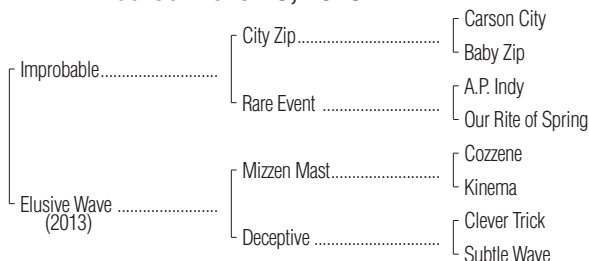 City Zip
Carson City
Baby Zip
Improbable
Rare Event
A.P. Indy
Our Rite of Spring
Elusive Wave
(2013)
Mizzen Mast
Cozzene
Kinema
Deceptive
Clever Trick
Subtle Wave